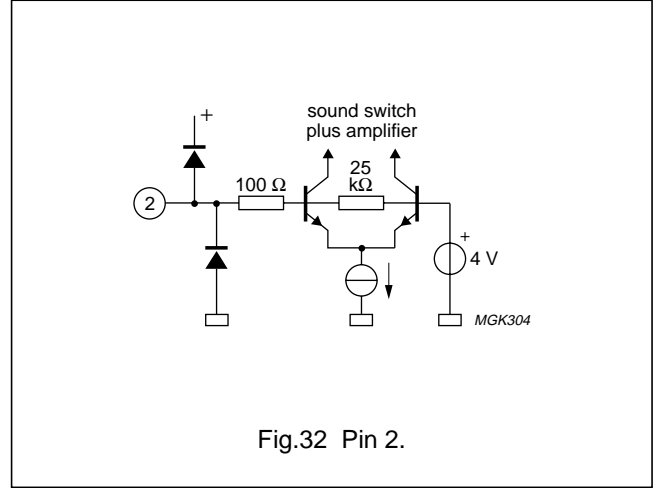 +
sound switch
plus amplifier
2
100 Ω
25
kΩ
+
4 V
MGK304
Fig.32 Pin 2.